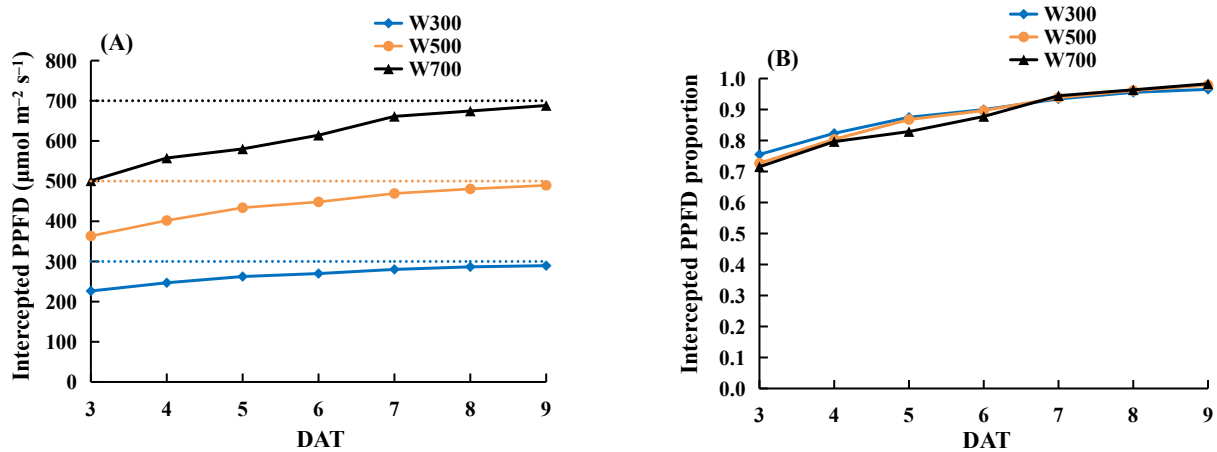 (A)
W300
W500
W700
Intercepted PPFD (μmol m⁻² s⁻¹)
800
700
600
500
400
300
200
100
0
3 4 5 6 7 8 9
DAT
(B)
W300
W500
W700
Intercepted PPFD proportion
1.0
0.9
0.8
0.7
0.6
0.5
0.4
0.3
0.2
0.1
0.0
3 4 5 6 7 8 9
DAT